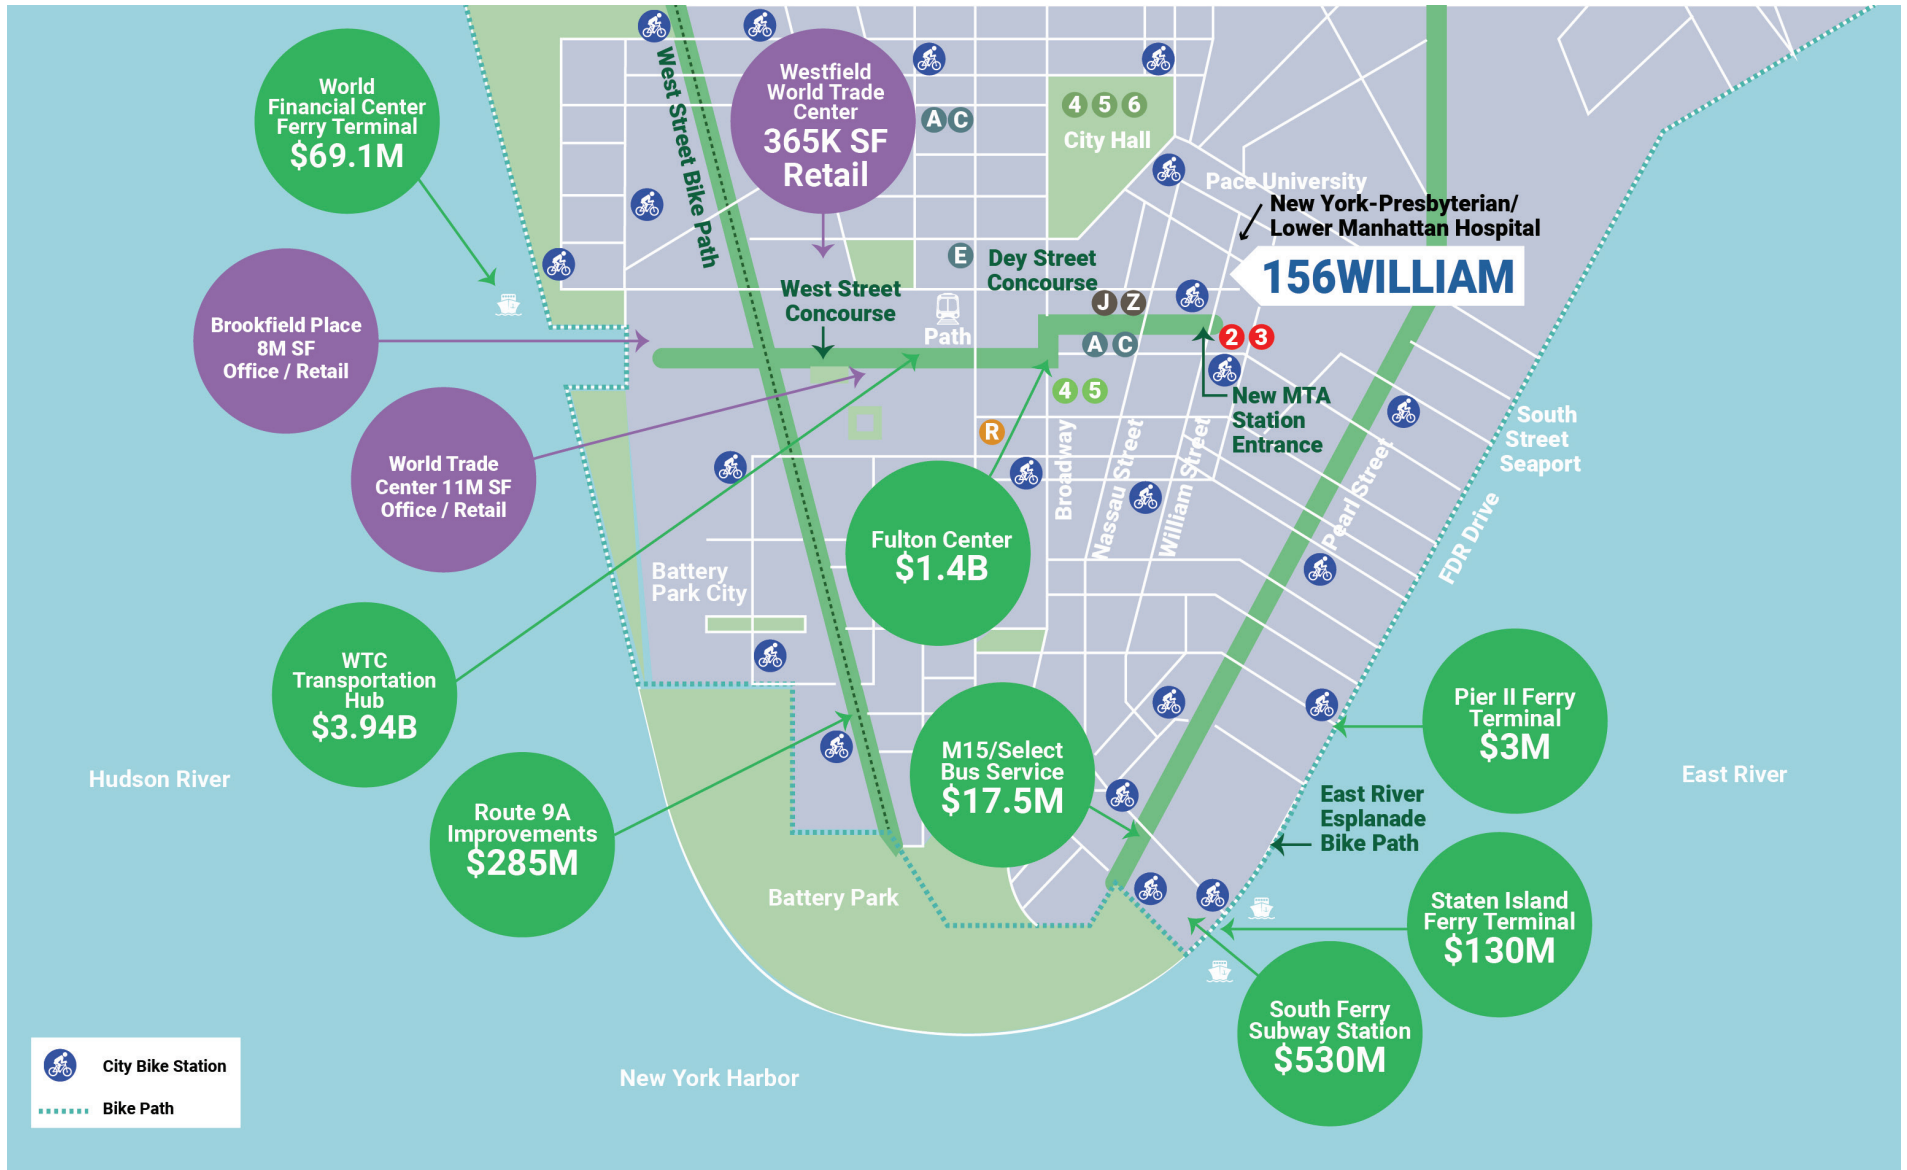 World
Financial Center
Ferry Terminal
$69.1M
West Street Bike Path
Westfield
World Trade
Center
365K SF
Retail
A C
4 5 6
City Hall
Pace University
New York-Presbyterian/
Lower Manhattan Hospital
156WILLIAM
E
Dey Street
Concourse
West Street
Concourse
J Z
Path
A C
2 3
Brookfield Place
8M SF
Office / Retail
4 5
New MTA
Station
Entrance
R
World Trade
Center 11M SF
Office / Retail
Broadway
Nassau Street
William Street
Pearl Street
South
Street
Seaport
FDR Drive
Fulton Center
$1.4B
Battery
Park City
WTC
Transportation
Hub
$3.94B
Pier II Ferry
Terminal
$3M
Hudson River
M15/Select
Bus Service
$17.5M
East River
Route 9A
Improvements
$285M
East River
Esplanade
Bike Path
Battery Park
Staten Island
Ferry Terminal
$130M
South Ferry
Subway Station
$530M
New York Harbor
City Bike Station
Bike Path